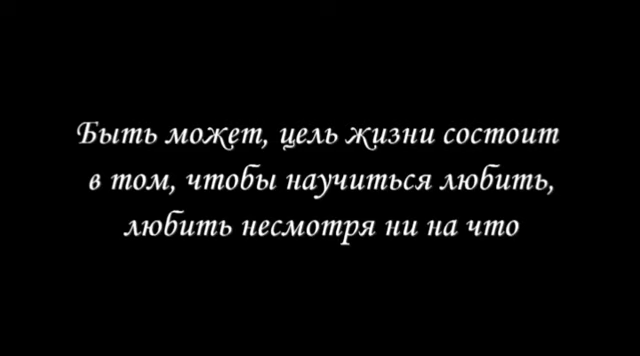 Быть может, цель жизни состоит
в том, чтобы научиться любить,
любить несмотря ни на что